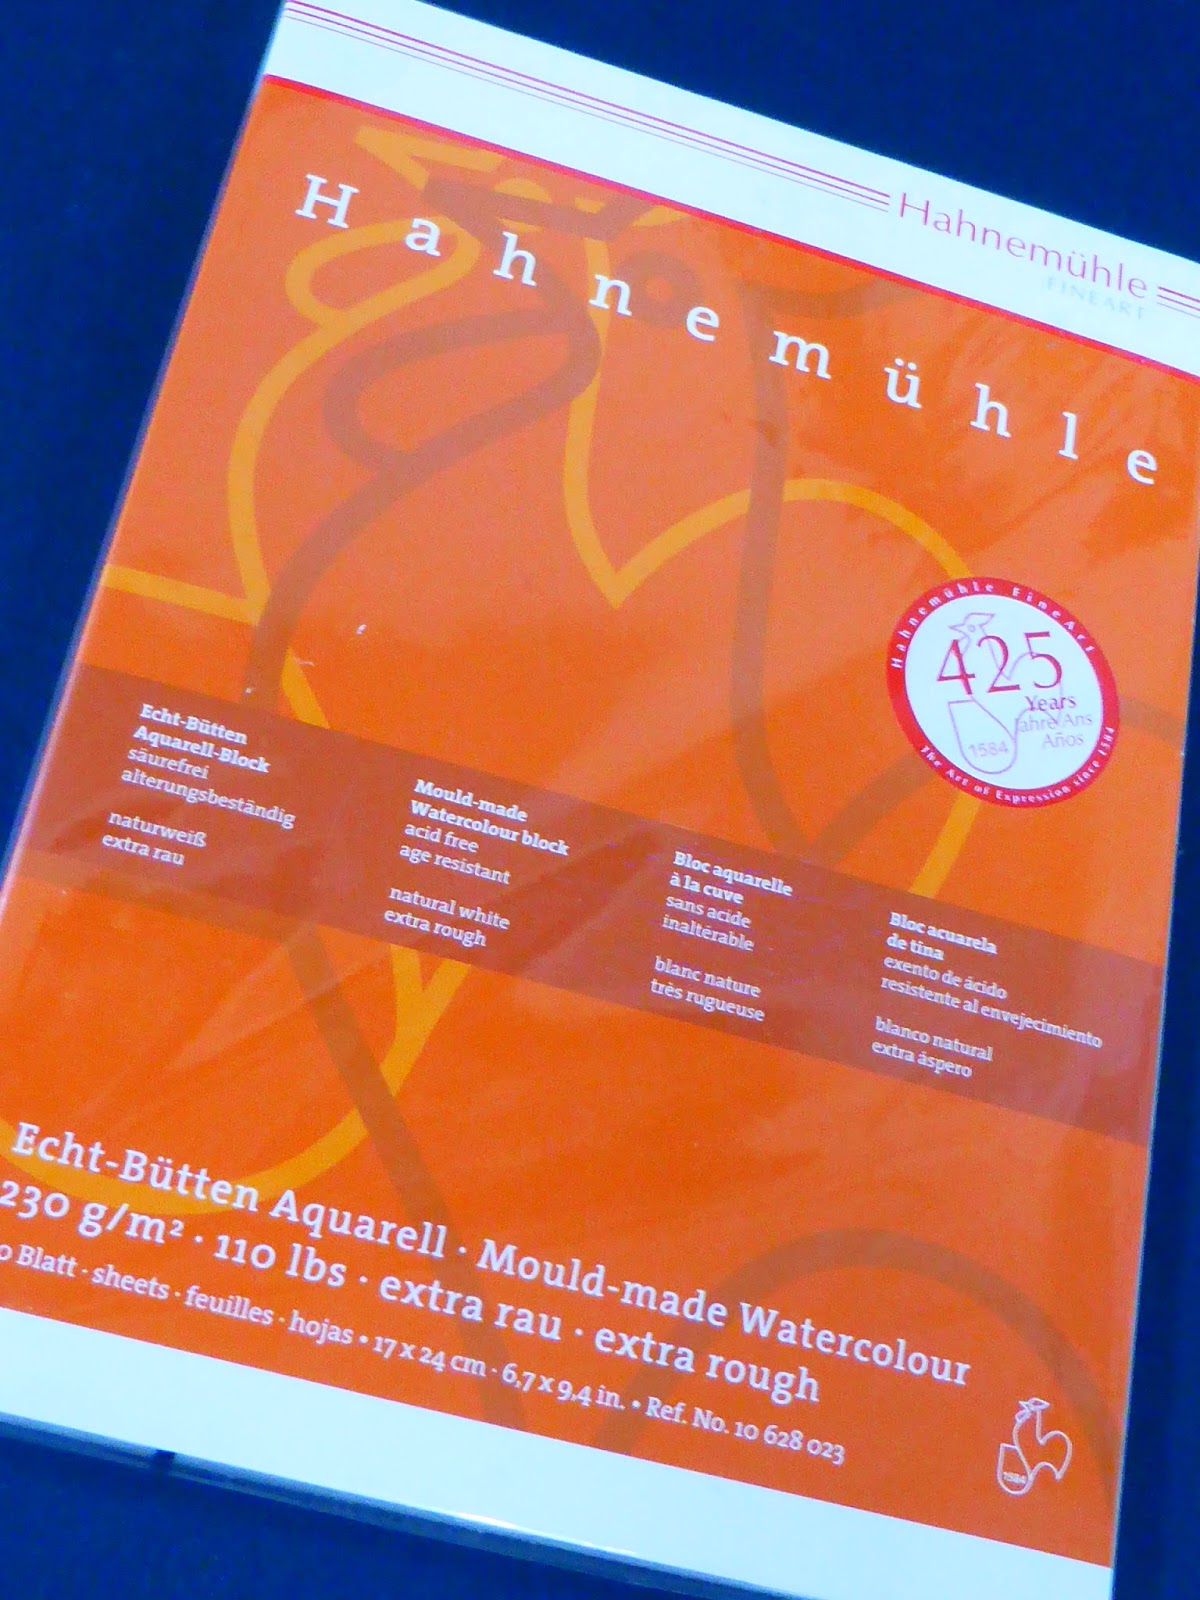 Hahnemühle
FINEART
Hahnemühle
Hahnemühle FineArt
425
Years
Jahre Ans
Años
1584
The Art of Expression since 1584
Echt-Bütten
Aquarell-Block
säurefrei
alterungsbeständig
naturweiß
extra rau
Mould-made
Watercolour block
acid free
age resistant
natural white
extra rough
Bloc aquarelle
à la cuve
sans acide
inaltérable
blanc nature
très rugueuse
Bloc acuarela
de tina
exento de ácido
resistente al envejecimiento
blanco natural
extra áspero
Echt-Bütten Aquarell · Mould-made Watercolour
230 g/m² · 110 lbs · extra rau · extra rough
Blatt · sheets · feuilles · hojas • 17 x 24 cm · 6,7 x 9,4 in. • Ref. No. 10 628 023
1584